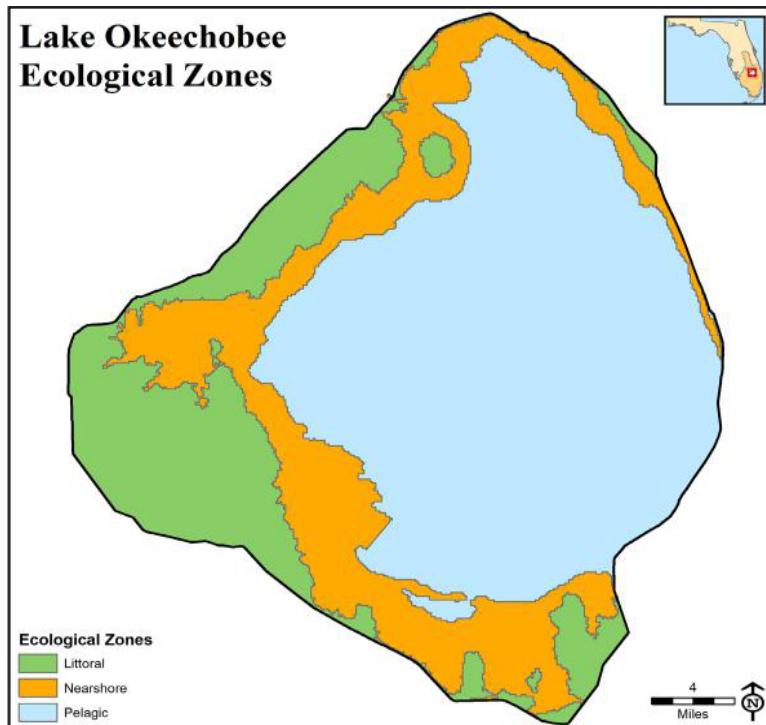 Lake Okeechobee
Ecological Zones
Ecological Zones
Littoral
Nearshore
Pelagic
4
Miles
N